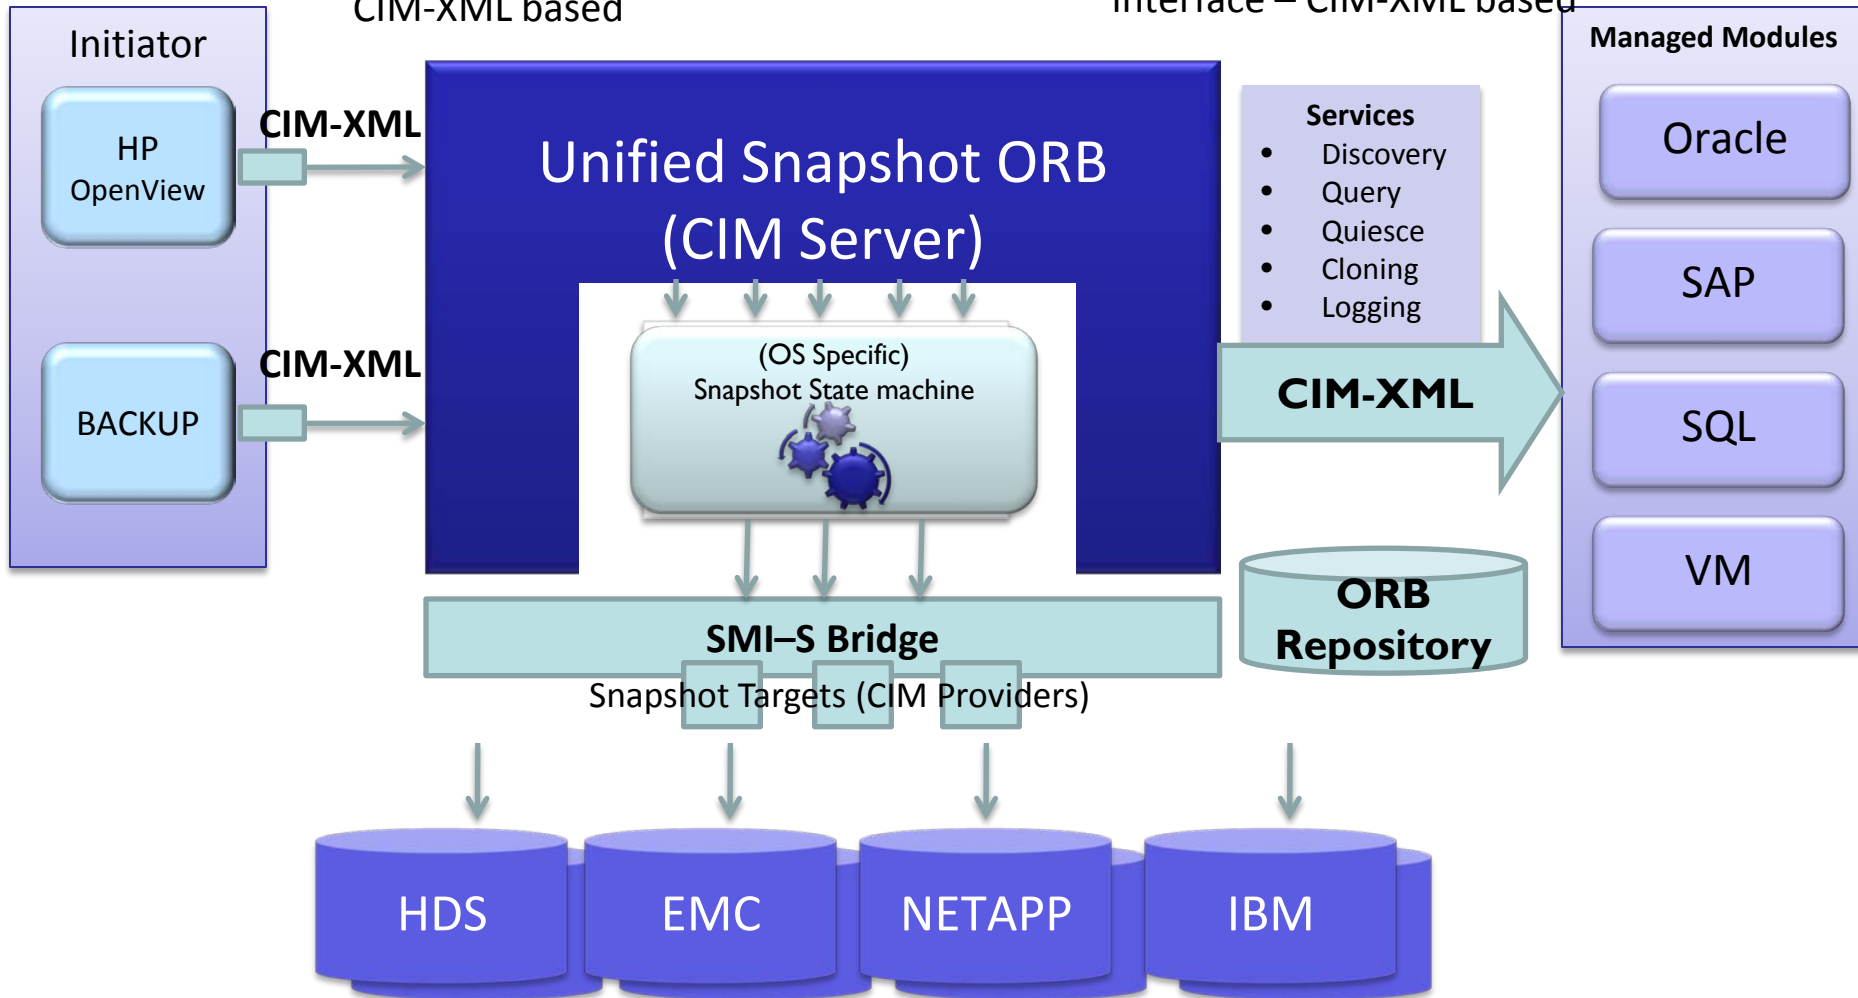 CIM-XML based
Interface – CIM-XML based
Initiator
HP
OpenView
BACKUP
CIM-XML
CIM-XML
Unified Snapshot ORB
(CIM Server)
(OS Specific)
Snapshot State machine
SMI–S Bridge
Snapshot Targets (CIM Providers)
Services
• Discovery
• Query
• Quiesce
• Cloning
• Logging
CIM-XML
ORB
Repository
Managed Modules
Oracle
SAP
SQL
VM
HDS
EMC
NETAPP
IBM